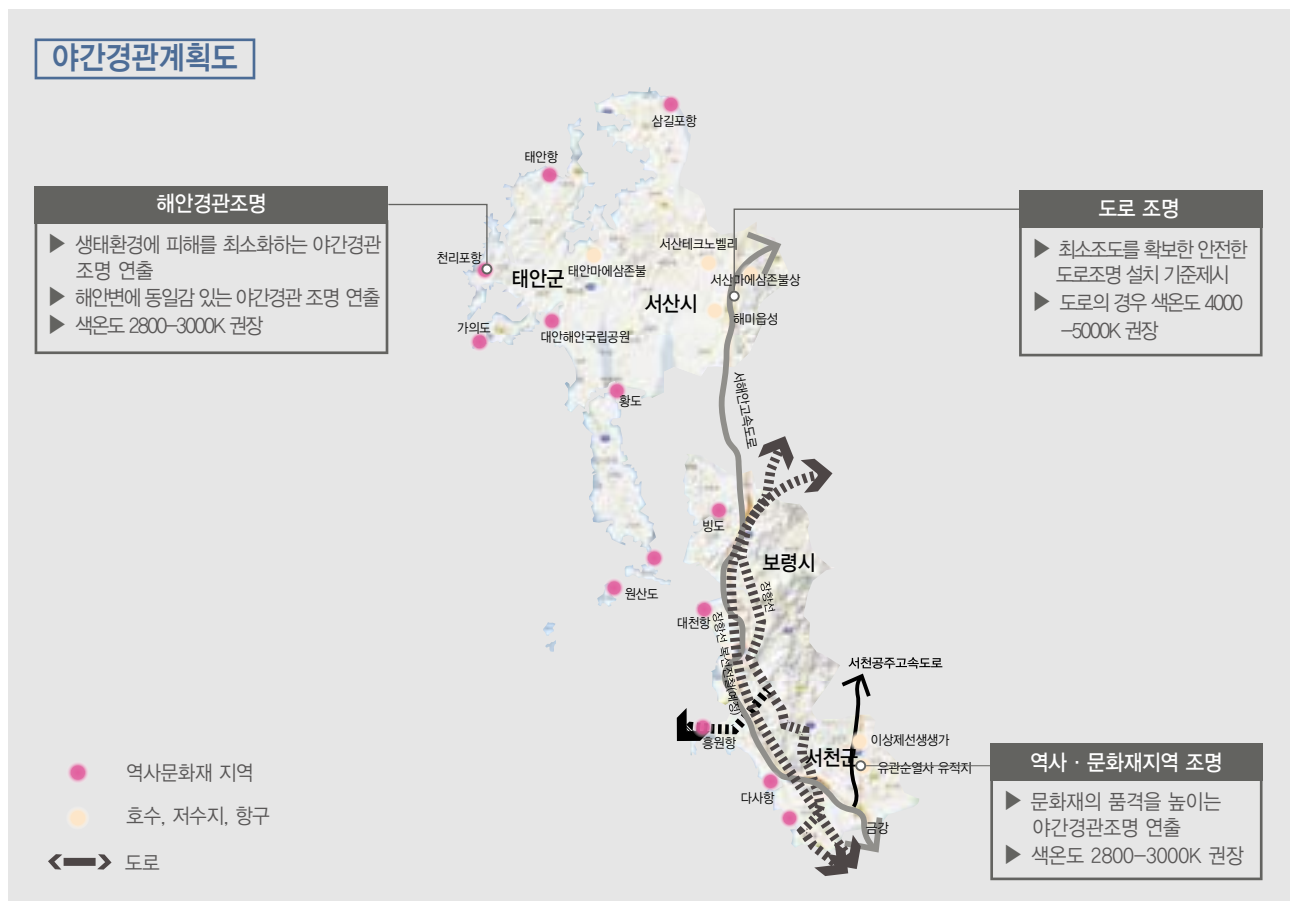 야간경관계획도
삼길포항
태안항
해안경관조명
▶ 생태환경에 피해를 최소화하는 야간경관
조명 연출
▶ 해안변에 동일감 있는 야간경관 조명 연출
▶ 색온도 2800-3000K 권장
도로 조명
▶ 최소조도를 확보한 안전한
도로조명 설치 기준제시
▶ 도로의 경우 색온도 4000
-5000K 권장
천리포항
태안군
태안마에삼존불
서산테크노벨리
서산마에삼존불상
서산시
해미읍성
가의도
대안해안국립공원
황도
서해안고속도로
빙도
보령시
장항선
원산도
대천항
장항선 복선전철(예정)
서천공주고속도로
홍원항
이상제선생생가
서천군
유관순열사 유적지
다사항
금강
역사 · 문화재지역 조명
▶ 문화재의 품격을 높이는
야간경관조명 연출
▶ 색온도 2800-3000K 권장
역사문화재 지역
호수, 저수지, 항구
도로